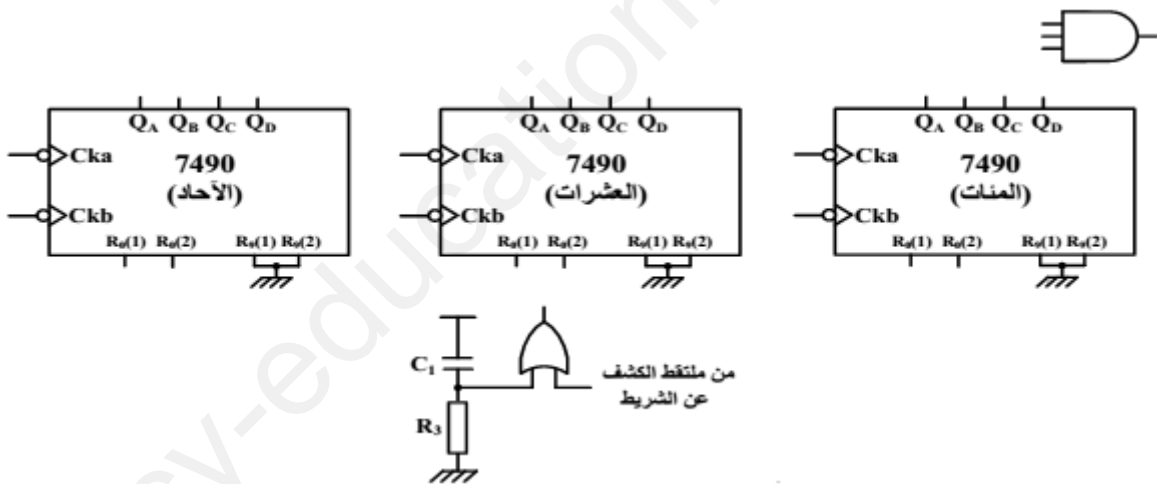 QA QB QC QD
Cka 7490
(الآحاد)
Ckb
R₀(1) R₀(2) R₉(1) R₉(2)
QA QB QC QD
Cka 7490
(العشرات)
Ckb
R₀(1) R₀(2) R₉(1) R₉(2)
QA QB QC QD
Cka 7490
(المئات)
Ckb
R₀(1) R₀(2) R₉(1) R₉(2)
C₁
من ملتقط الكشف
عن الشريط
R₃
cy-education